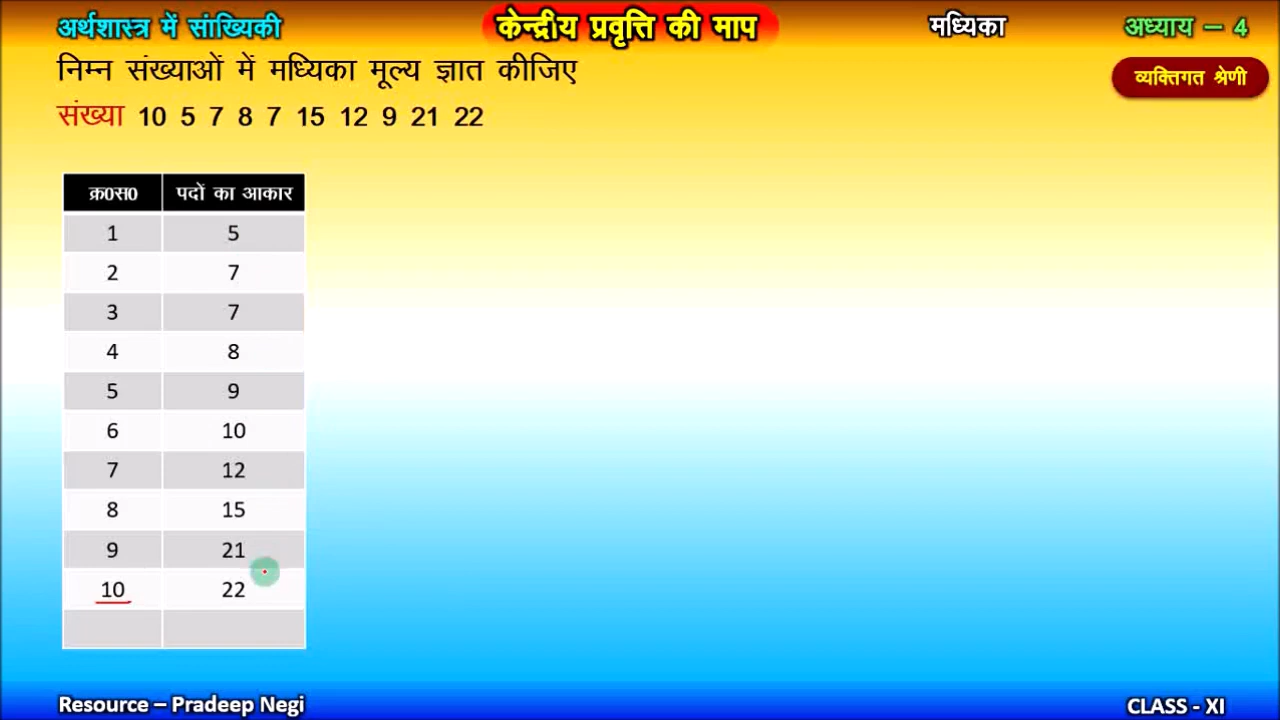 अर्थशास्त्र में सांख्यिकी
केन्द्रीय प्रवृत्ति की माप
मध्यिका
अध्याय – 4
निम्न संख्याओं में मध्यिका मूल्य ज्ञात कीजिए
व्यक्तिगत श्रेणी
संख्या 10 5 7 8 7 15 12 9 21 22
क्र0स0 पदों का आकार
1 5
2 7
3 7
4 8
5 9
6 10
7 12
8 15
9 21
10 22
Resource – Pradeep Negi
CLASS - XI